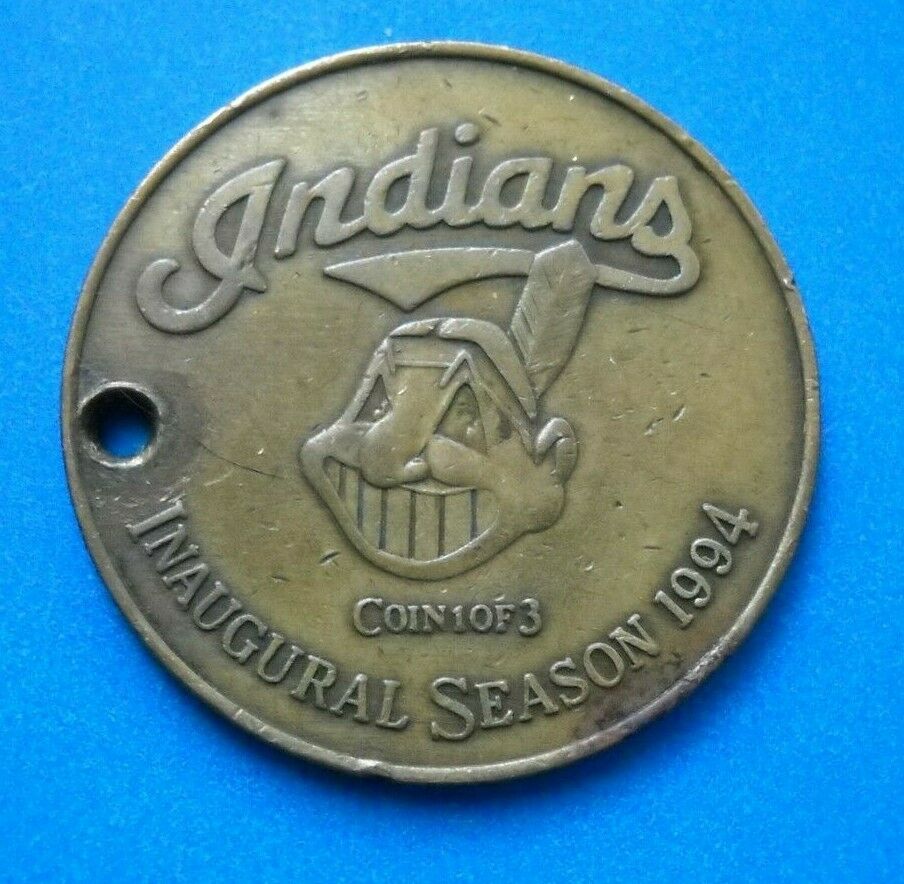 Indians
COIN 1 OF 3
INAUGURAL SEASON 1994